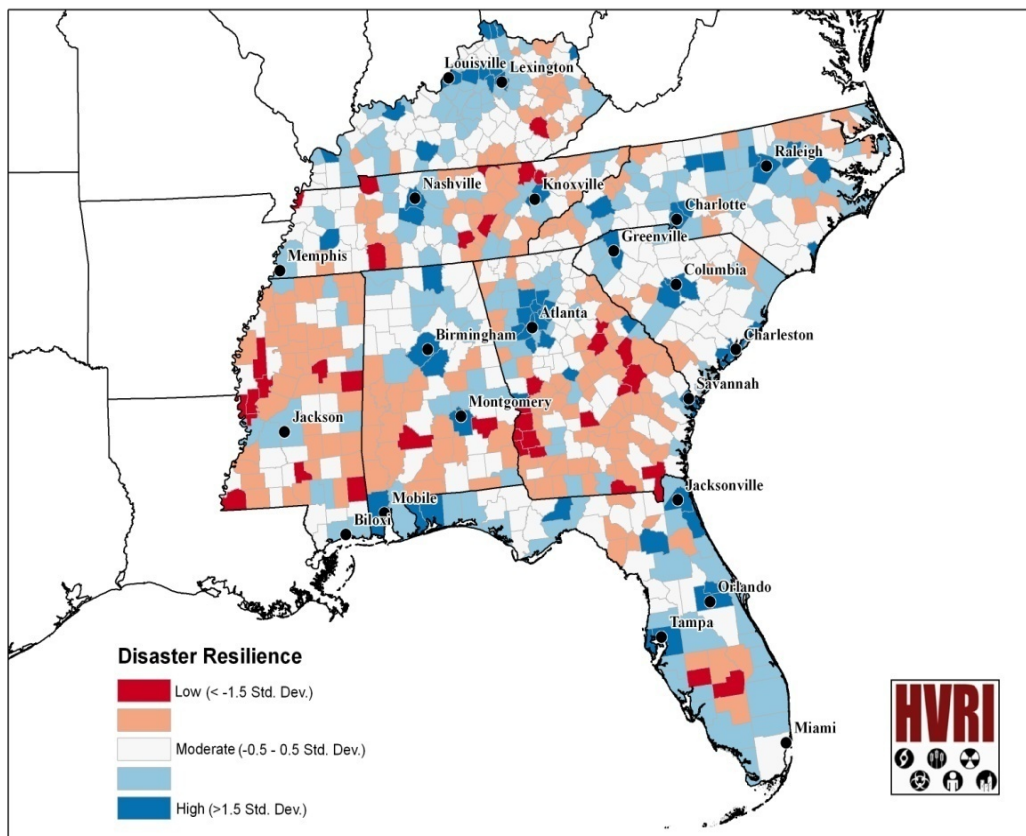 Louisville
Lexington
Nashville
Knoxville
Raleigh
Charlotte
Greenville
Memphis
Columbia
Atlanta
Birmingham
Charleston
Savannah
Montgomery
Jackson
Jacksonville
Mobile
Biloxi
Orlando
Tampa
Miami
Disaster Resilience
Low (< -1.5 Std. Dev.)
Moderate (-0.5 - 0.5 Std. Dev.)
High (>1.5 Std. Dev.)
HVRI